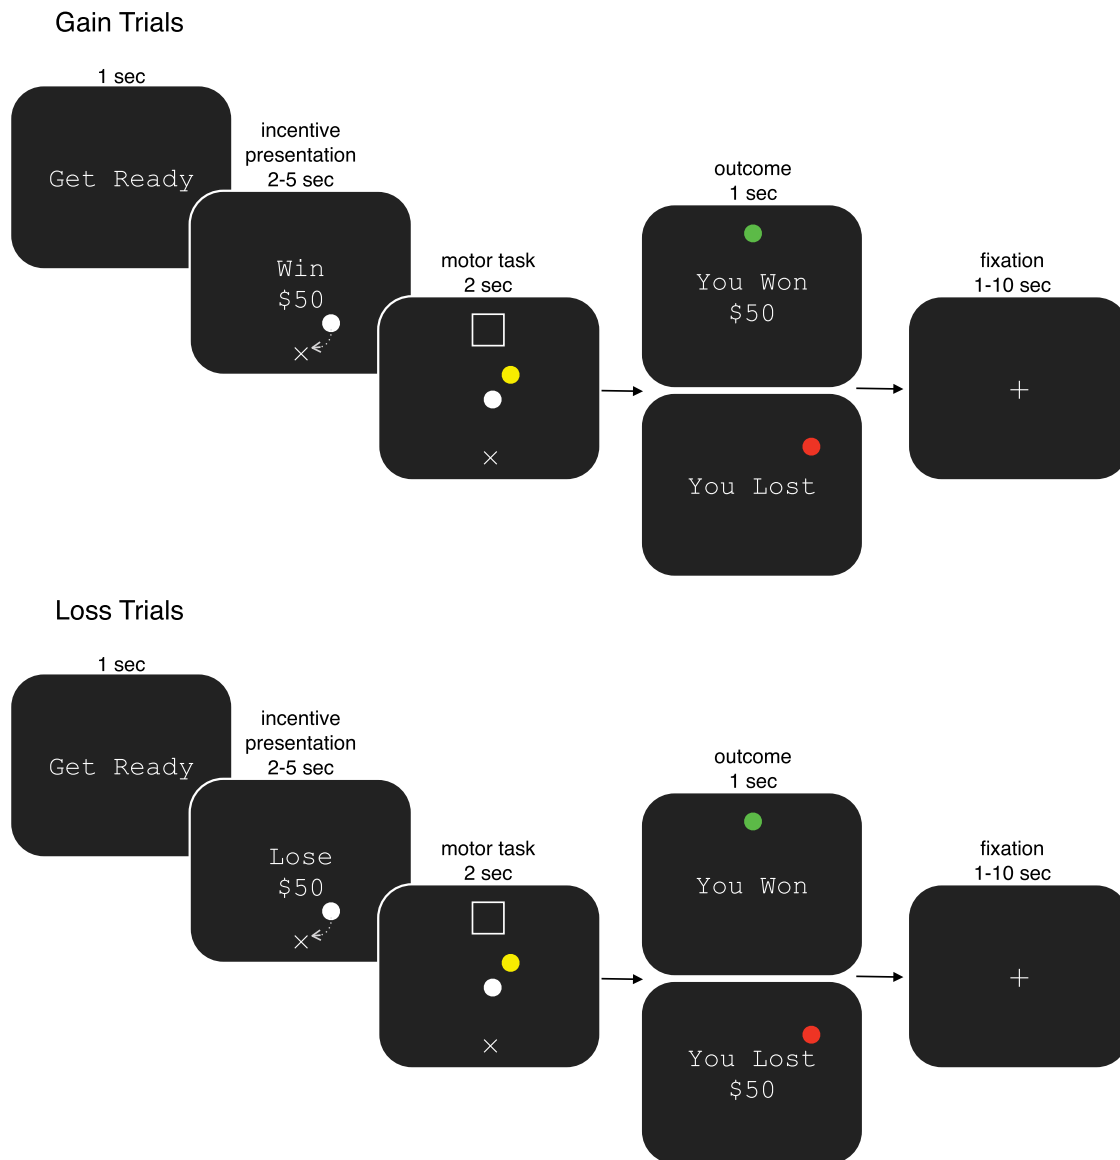 Gain Trials
1 sec
Get Ready
incentive
presentation
2-5 sec
Win
$50
motor task
2 sec
outcome
1 sec
You Won
$50
You Lost
fixation
1-10 sec
Loss Trials
1 sec
Get Ready
incentive
presentation
2-5 sec
Lose
$50
motor task
2 sec
outcome
1 sec
You Won
You Lost
$50
fixation
1-10 sec